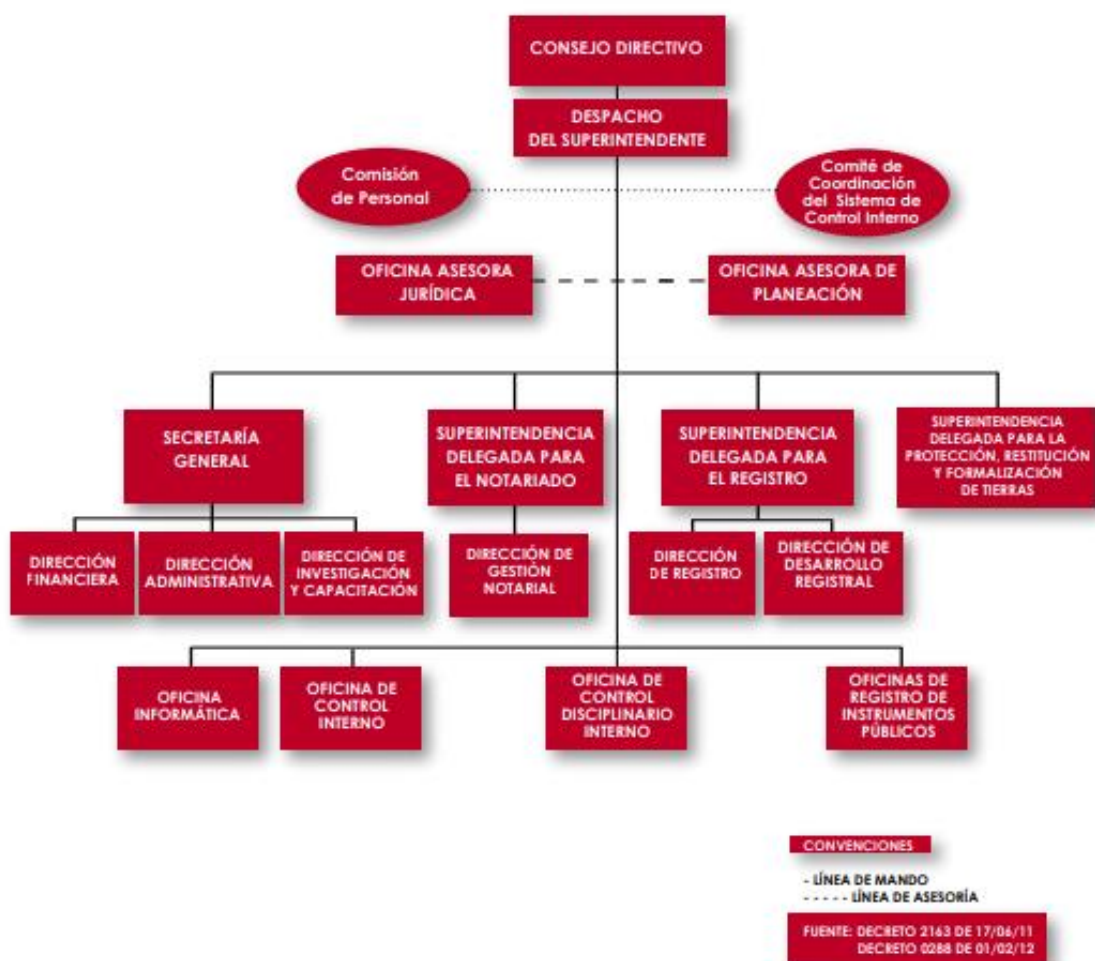 CONSEJO DIRECTIVO
DESPACHO
DEL SUPERINTENDENTE
Comisión
de Personal
Comité de
Coordinación
del Sistema de
Control Interno
OFICINA ASESORA
JURÍDICA
OFICINA ASESORA DE
PLANEACIÓN
SECRETARÍA
GENERAL
SUPERINTENDENCIA
DELEGADA PARA
EL NOTARIADO
SUPERINTENDENCIA
DELEGADA PARA
EL REGISTRO
SUPERINTENDENCIA
DELEGADA PARA LA
PROTECCIÓN, RESTITUCIÓN
Y FORMALIZACIÓN
DE TIERRAS
DIRECCIÓN
FINANCIERA
DIRECCIÓN
ADMINISTRATIVA
DIRECCIÓN DE
INVESTIGACIÓN
Y CAPACITACIÓN
DIRECCIÓN DE
GESTIÓN
NOTARIAL
DIRECCIÓN
DE REGISTRO
DIRECCIÓN DE
DESARROLLO
REGISTRAL
OFICINA
INFORMÁTICA
OFICINA DE
CONTROL
INTERNO
OFICINA DE
CONTROL
DISCIPLINARIO
INTERNO
OFICINAS DE
REGISTRO DE
INSTRUMENTOS
PÚBLICOS
CONVENCIONES
- LÍNEA DE MANDO
- - - - - LÍNEA DE ASESORÍA
FUENTE: DECRETO 2163 DE 17/06/11
DECRETO 0288 DE 01/02/12